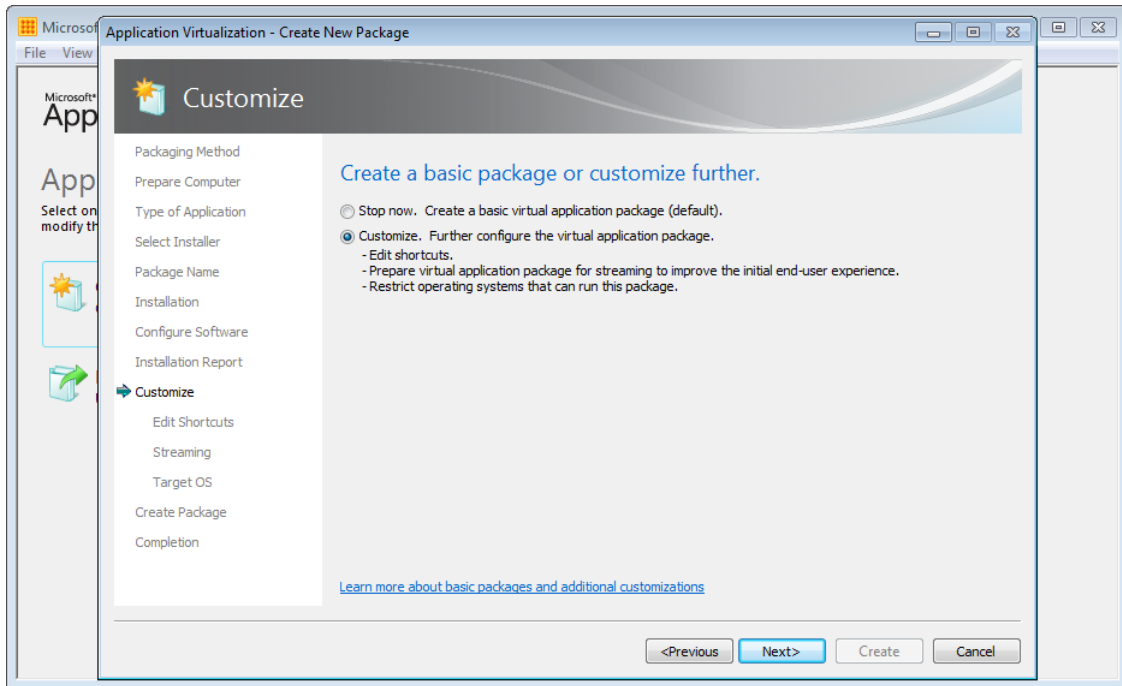 Microsof
File View
Microsoft
App
App
Select on
modify th
Application Virtualization - Create New Package
Customize
Packaging Method
Prepare Computer
Type of Application
Select Installer
Package Name
Installation
Configure Software
Installation Report
Customize
Edit Shortcuts
Streaming
Target OS
Create Package
Completion
Create a basic package or customize further.
Stop now. Create a basic virtual application package (default).
Customize. Further configure the virtual application package.
- Edit shortcuts.
- Prepare virtual application package for streaming to improve the initial end-user experience.
- Restrict operating systems that can run this package.
Learn more about basic packages and additional customizations
<Previous
Next>
Create
Cancel